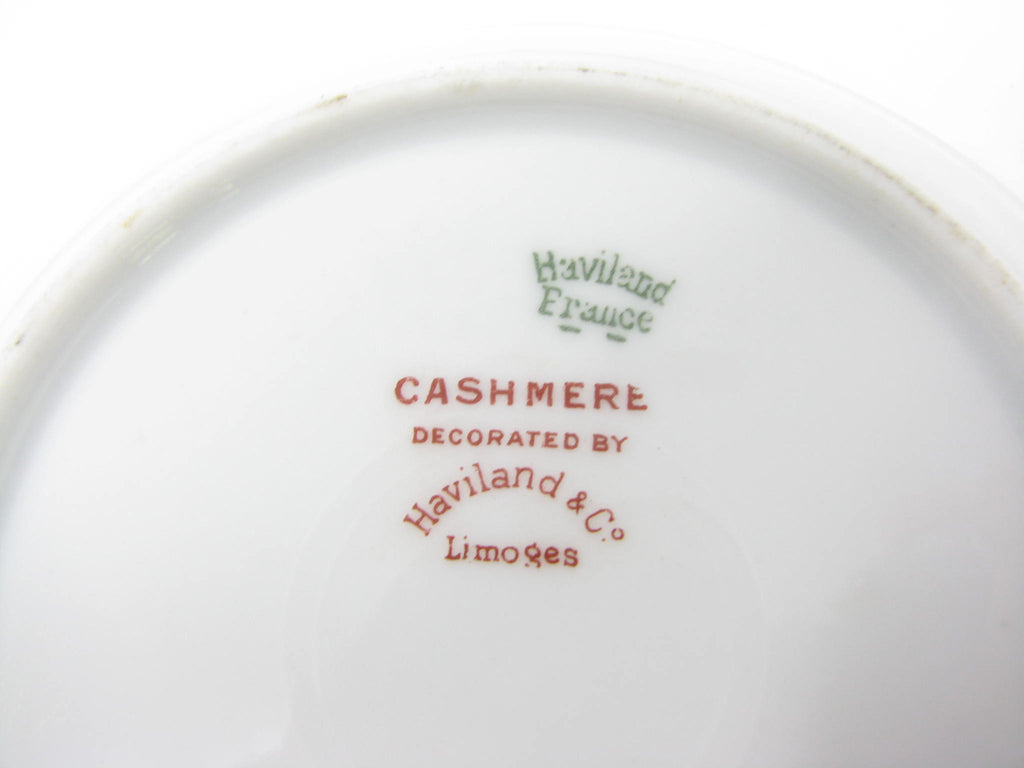 Haviland
France
CASHMERE
DECORATED BY
Haviland & Co
Limoges